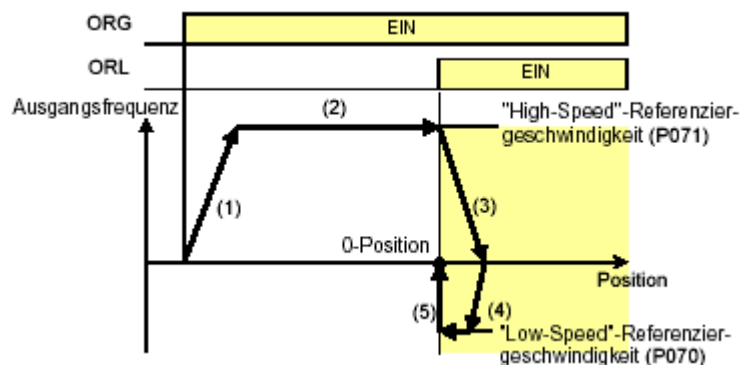 ORG
EIN
ORL
EIN
Ausgangsfrequenz
(2)
"High-Speed"-Referenzier-
geschwindigkeit (P071)
(1)
(3)
0-Position
Position
(5)
(4)
"Low-Speed"-Referenzier-
geschwindigkeit (P070)